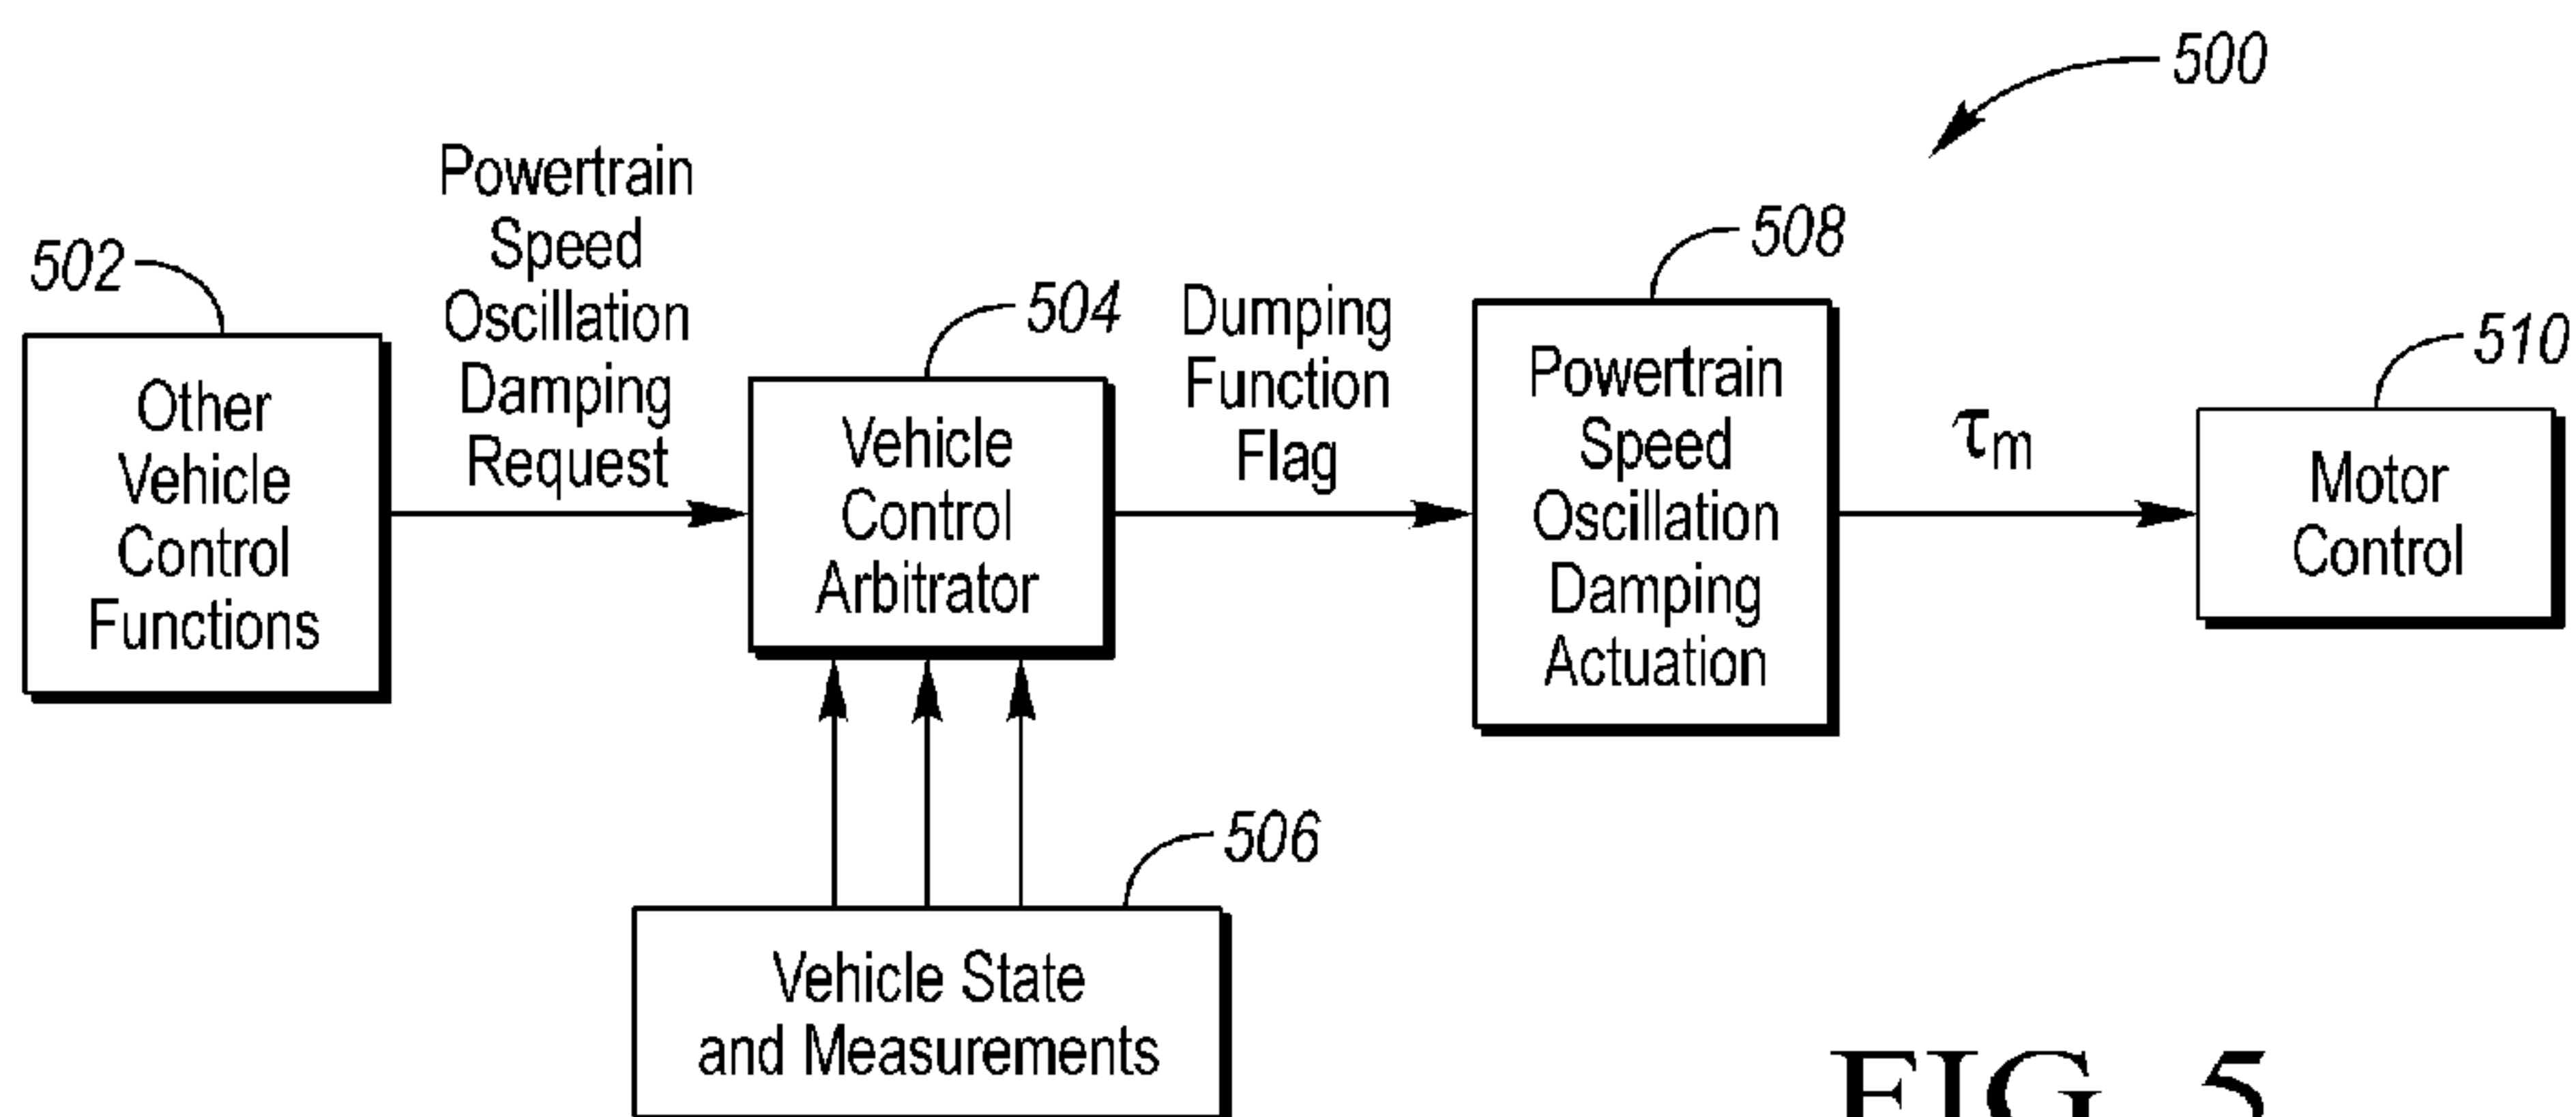 500
502
Other
Vehicle
Control
Functions
Powertrain
Speed
Oscillation
Damping
Request
504
Vehicle
Control
Arbitrator
Dumping
Function
Flag
508
Powertrain
Speed
Oscillation
Damping
Actuation
τm
510
Motor
Control
506
Vehicle State
and Measurements
FIG. 5